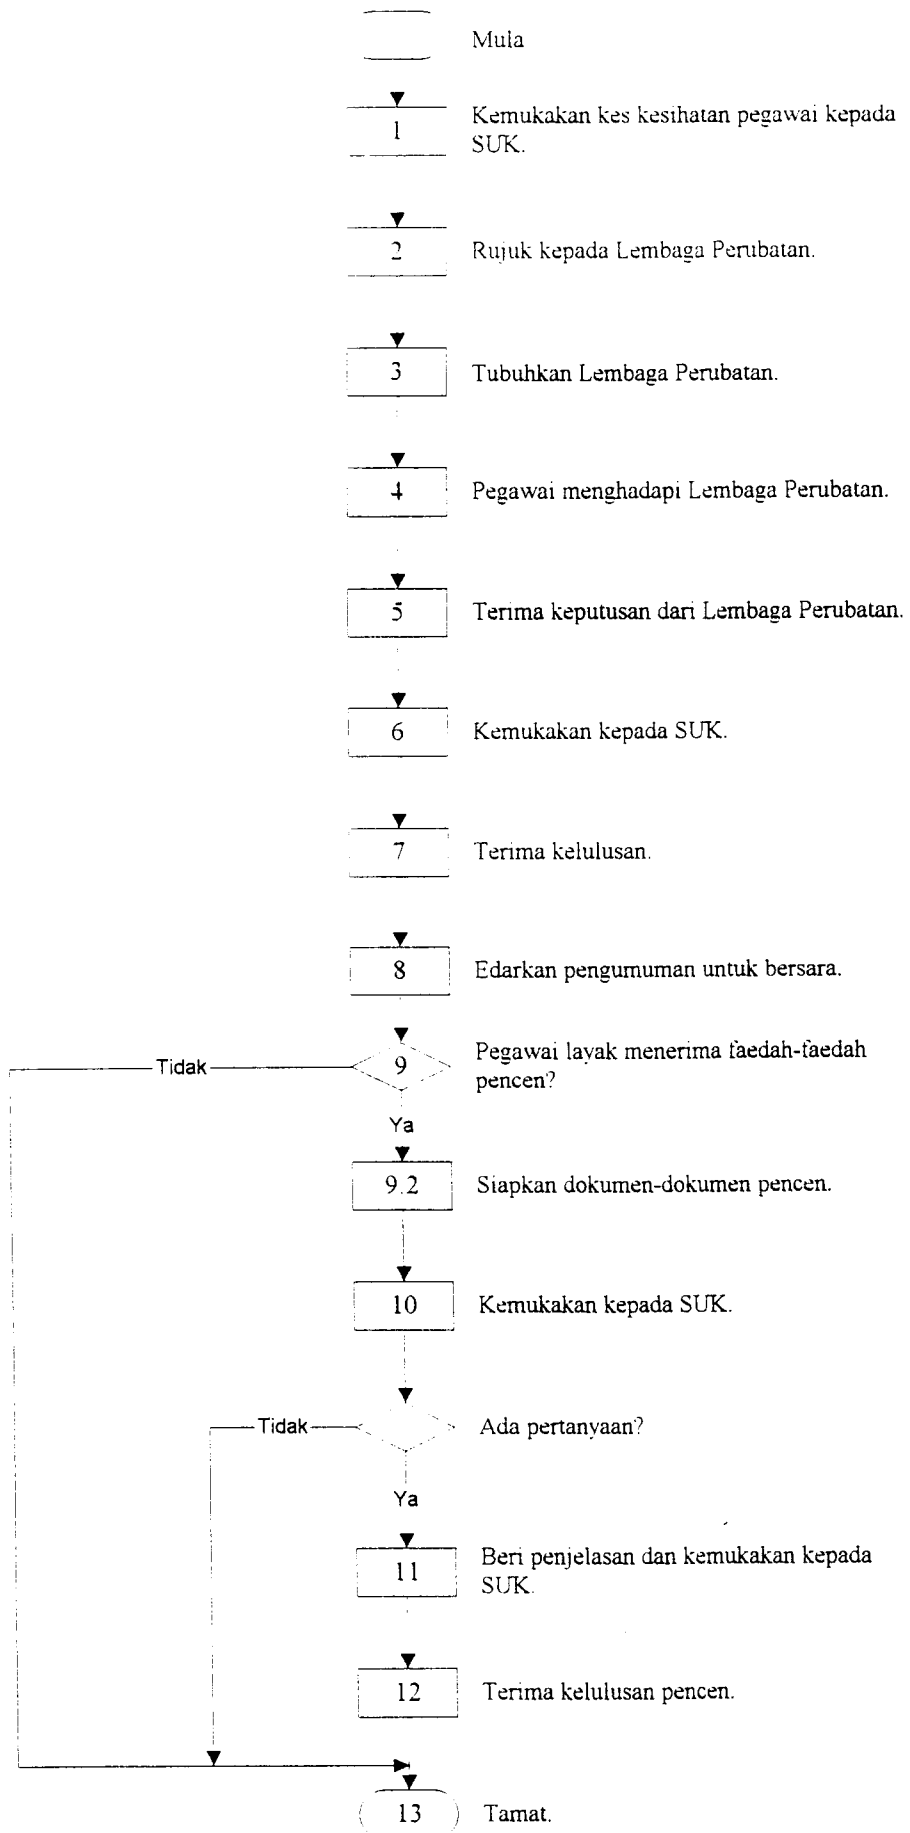 Mula
1
Kemukakan kes kesihatan pegawai kepada
SUK.
2
Rujuk kepada Lembaga Perubatan.
3
Tubuhkan Lembaga Perubatan.
4
Pegawai menghadapi Lembaga Perubatan.
5
Terima keputusan dari Lembaga Perubatan.
6
Kemukakan kepada SUK.
7
Terima kelulusan.
8
Edarkan pengumuman untuk bersara.
Tidak
9
Pegawai layak menerima faedah-faedah
pencen?
Ya
9.2
Siapkan dokumen-dokumen pencen.
10
Kemukakan kepada SUK.
Tidak
Ada pertanyaan?
Ya
11
Beri penjelasan dan kemukakan kepada
SUK.
12
Terima kelulusan pencen.
13
Tamat.